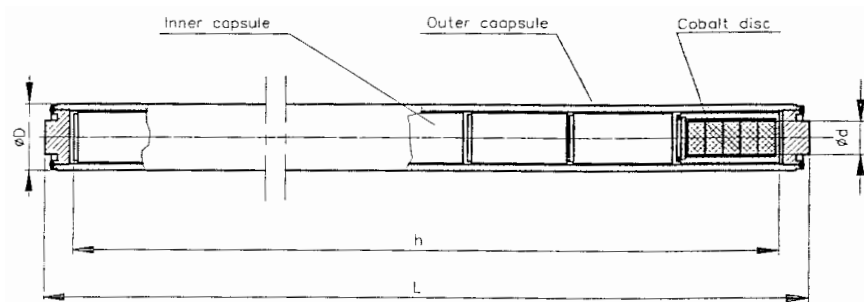 Inner capsule
Outer caapsule
Cobalt disc
ØD
Ød
h
L